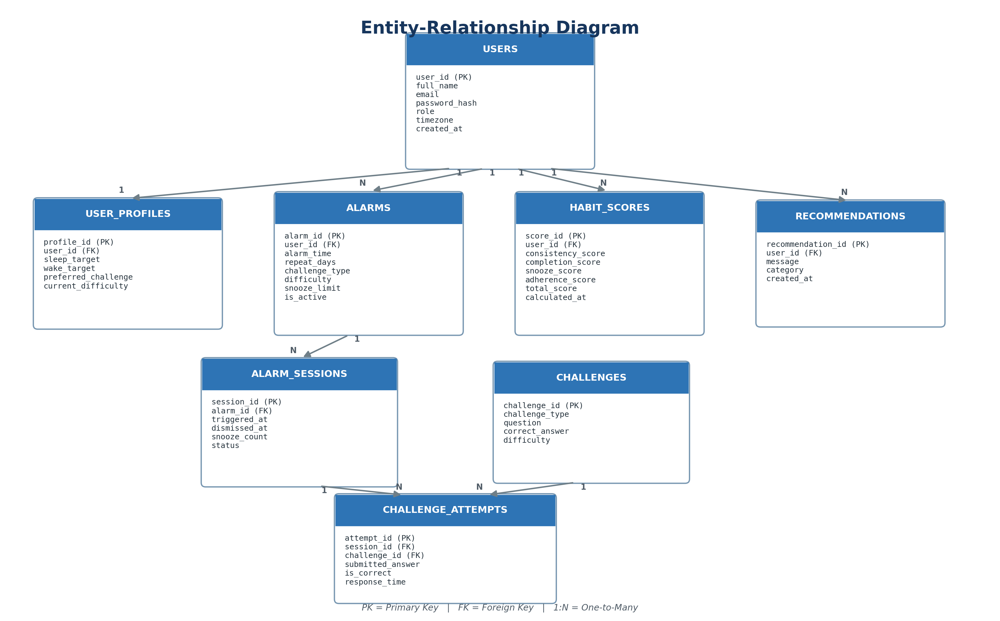 Entity-Relationship Diagram
USERS
user_id (PK)
full_name
email
password_hash
role
timezone
created_at
1
1
1
1
1
N
N
N
USER_PROFILES
profile_id (PK)
user_id (FK)
sleep_target
wake_target
preferred_challenge
current_difficulty
ALARMS
alarm_id (PK)
user_id (FK)
alarm_time
repeat_days
challenge_type
difficulty
snooze_limit
is_active
HABIT_SCORES
score_id (PK)
user_id (FK)
consistency_score
completion_score
snooze_score
adherence_score
total_score
calculated_at
RECOMMENDATIONS
recommendation_id (PK)
user_id (FK)
message
category
created_at
1
N
ALARM_SESSIONS
session_id (PK)
alarm_id (FK)
triggered_at
dismissed_at
snooze_count
status
CHALLENGES
challenge_id (PK)
challenge_type
question
correct_answer
difficulty
1
N
N
1
CHALLENGE_ATTEMPTS
attempt_id (PK)
session_id (FK)
challenge_id (FK)
submitted_answer
is_correct
response_time
PK = Primary Key | FK = Foreign Key | 1:N = One-to-Many